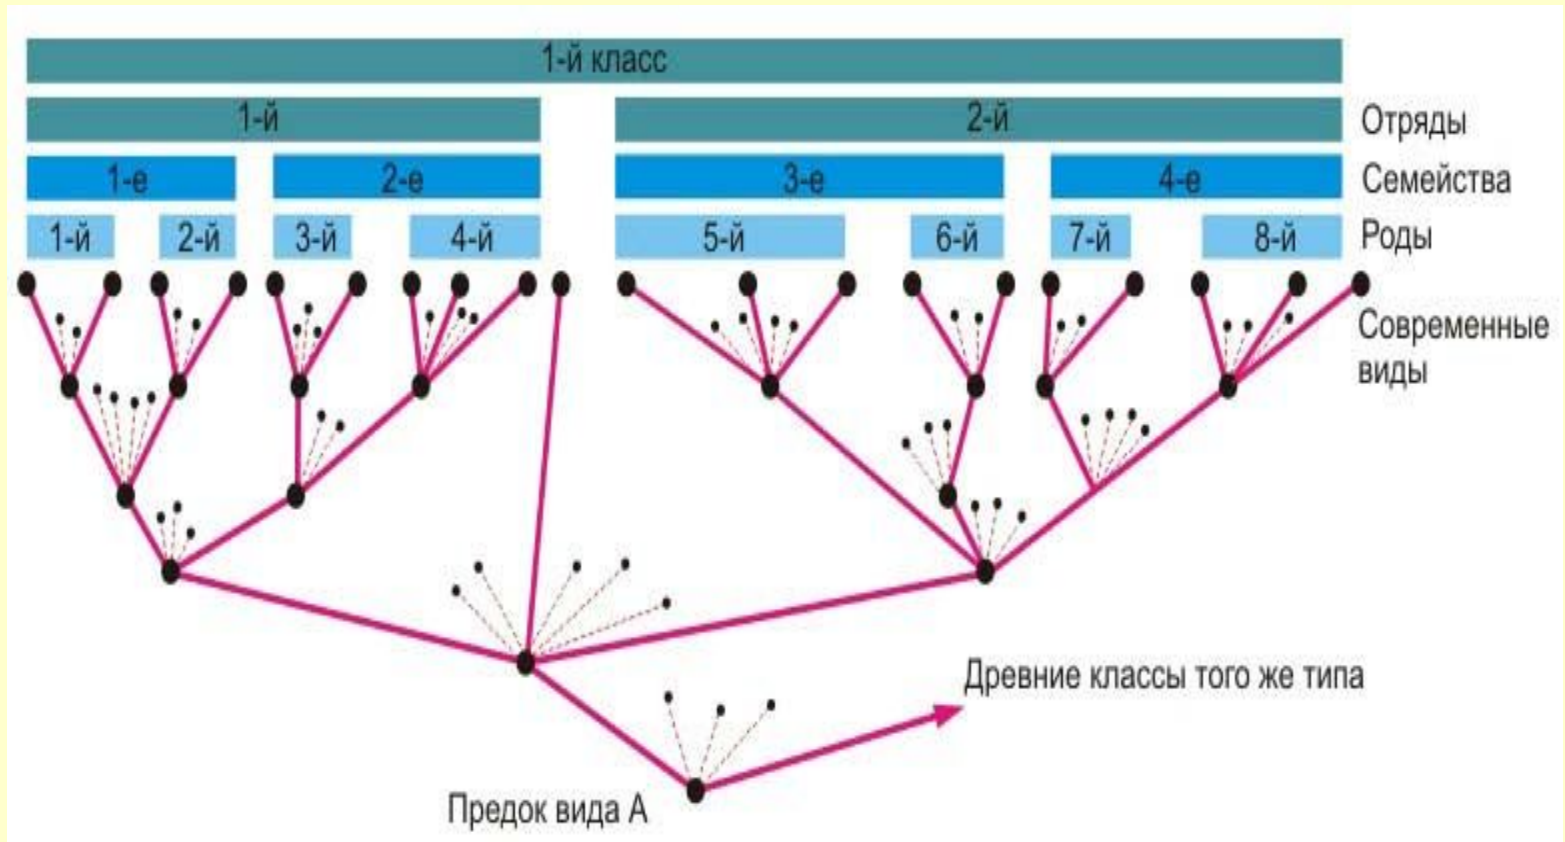 1-й класс
1-й 2-й Отряды
1-е 2-е 3-е 4-е Семейства
1-й 2-й 3-й 4-й 5-й 6-й 7-й 8-й Роды
Современные
виды
Древние классы того же типа
Предок вида А